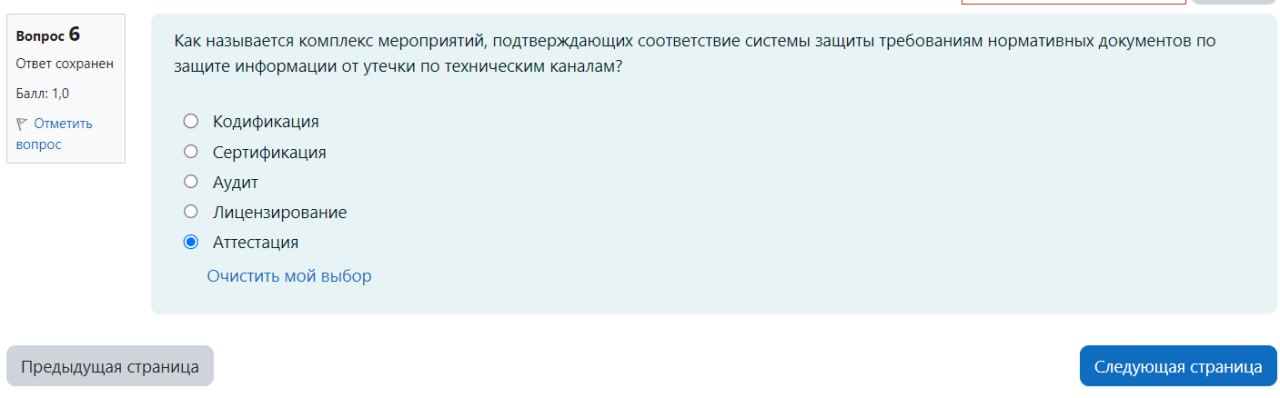 Вопрос 6
Ответ сохранен
Балл: 1,0
Отметить
вопрос
Как называется комплекс мероприятий, подтверждающих соответствие системы защиты требованиям нормативных документов по
защите информации от утечки по техническим каналам?
Кодификация
Сертификация
Аудит
Лицензирование
Аттестация
Очистить мой выбор
Предыдущая страница
Следующая страница